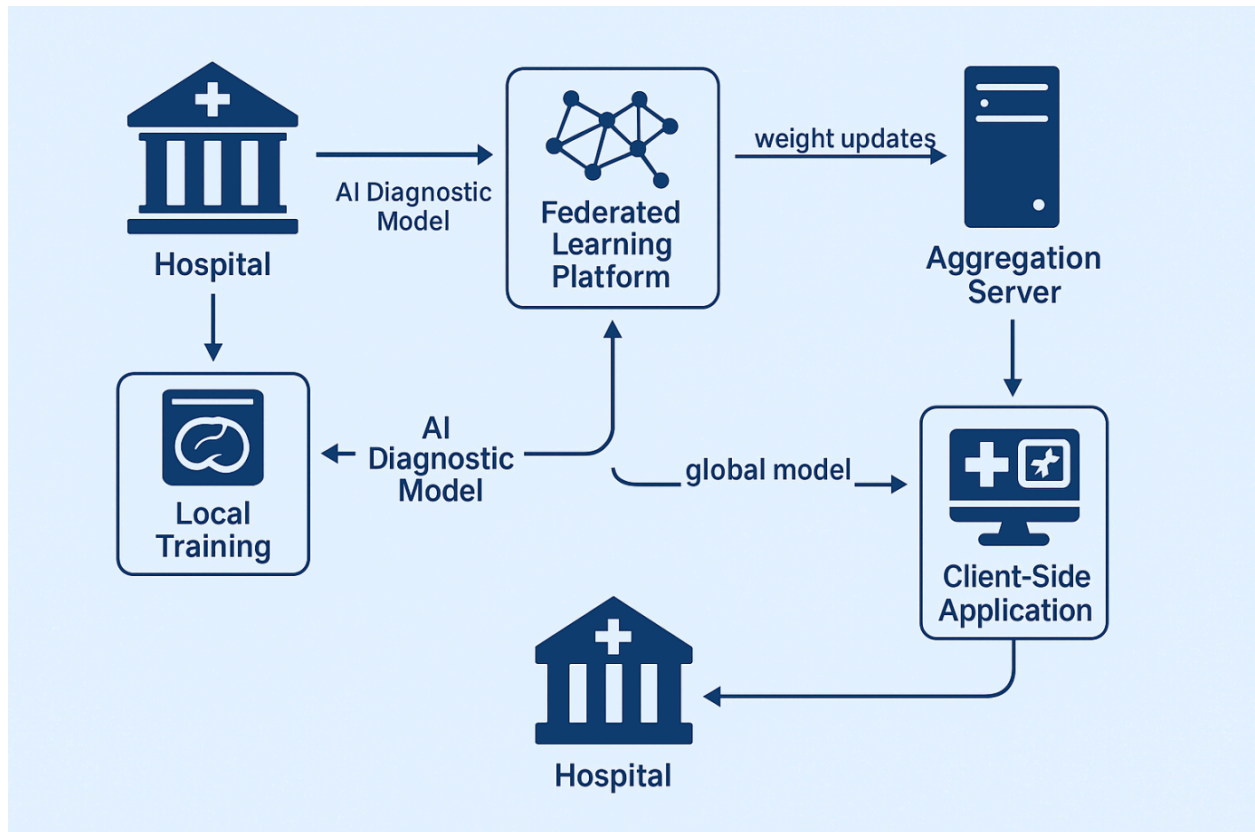 Hospital
AI Diagnostic
Model
Federated
Learning
Platform
weight updates
Aggregation
Server
Local
Training
AI
Diagnostic
Model
global model
Client-Side
Application
Hospital